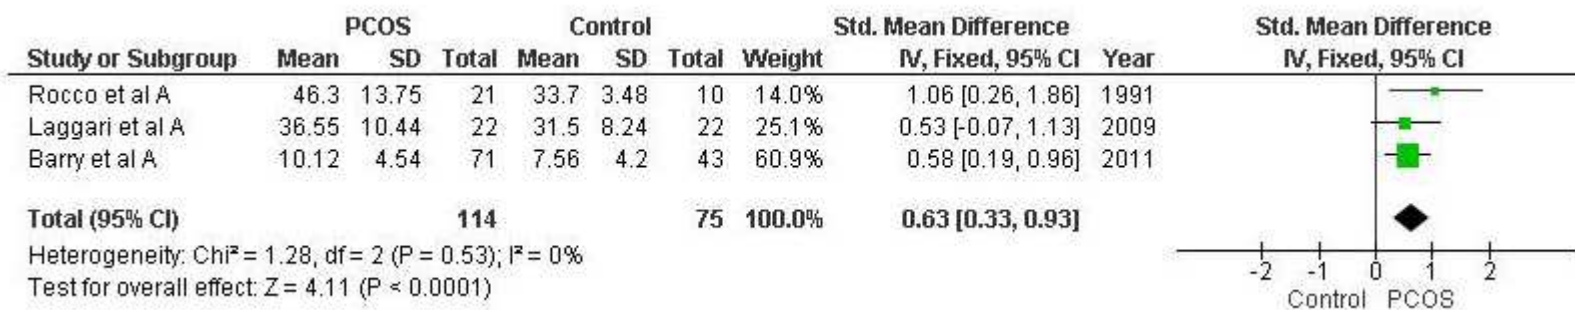 PCOS Control Std. Mean Difference Std. Mean Difference
Study or Subgroup Mean SD Total Mean SD Total Weight IV, Fixed, 95% CI Year IV, Fixed, 95% CI
Rocco et al A 46.3 13.75 21 33.7 3.48 10 14.0% 1.06 [0.26, 1.86] 1991
Laggari et al A 36.55 10.44 22 31.5 8.24 22 25.1% 0.53 [-0.07, 1.13] 2009
Barry et al A 10.12 4.54 71 7.56 4.2 43 60.9% 0.58 [0.19, 0.96] 2011
Total (95% CI) 114 75 100.0% 0.63 [0.33, 0.93]
Heterogeneity: Chi² = 1.28, df = 2 (P = 0.53); I² = 0%
Test for overall effect: Z = 4.11 (P < 0.0001)
-2 -1 0 1 2
Control PCOS